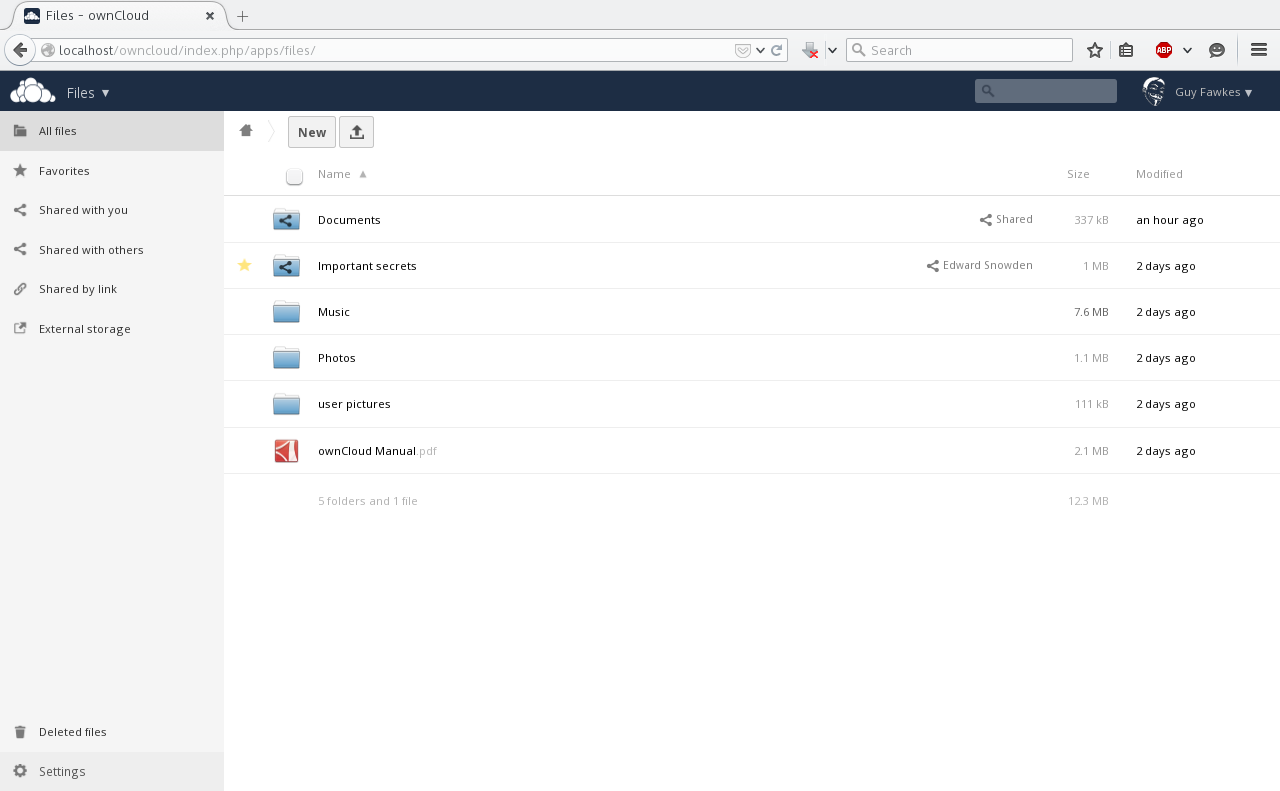 Files - ownCloud
localhost/owncloud/index.php/apps/files/
Search
ABP
Files ▾
Guy Fawkes ▾
All files
Favorites
Shared with you
Shared with others
Shared by link
External storage
Deleted files
Settings
New
Name Size Modified
Documents Shared 337 kB an hour ago
Important secrets Edward Snowden 1 MB 2 days ago
Music 7.6 MB 2 days ago
Photos 1.1 MB 2 days ago
user pictures 111 kB 2 days ago
ownCloud Manual.pdf 2.1 MB 2 days ago
5 folders and 1 file 12.3 MB